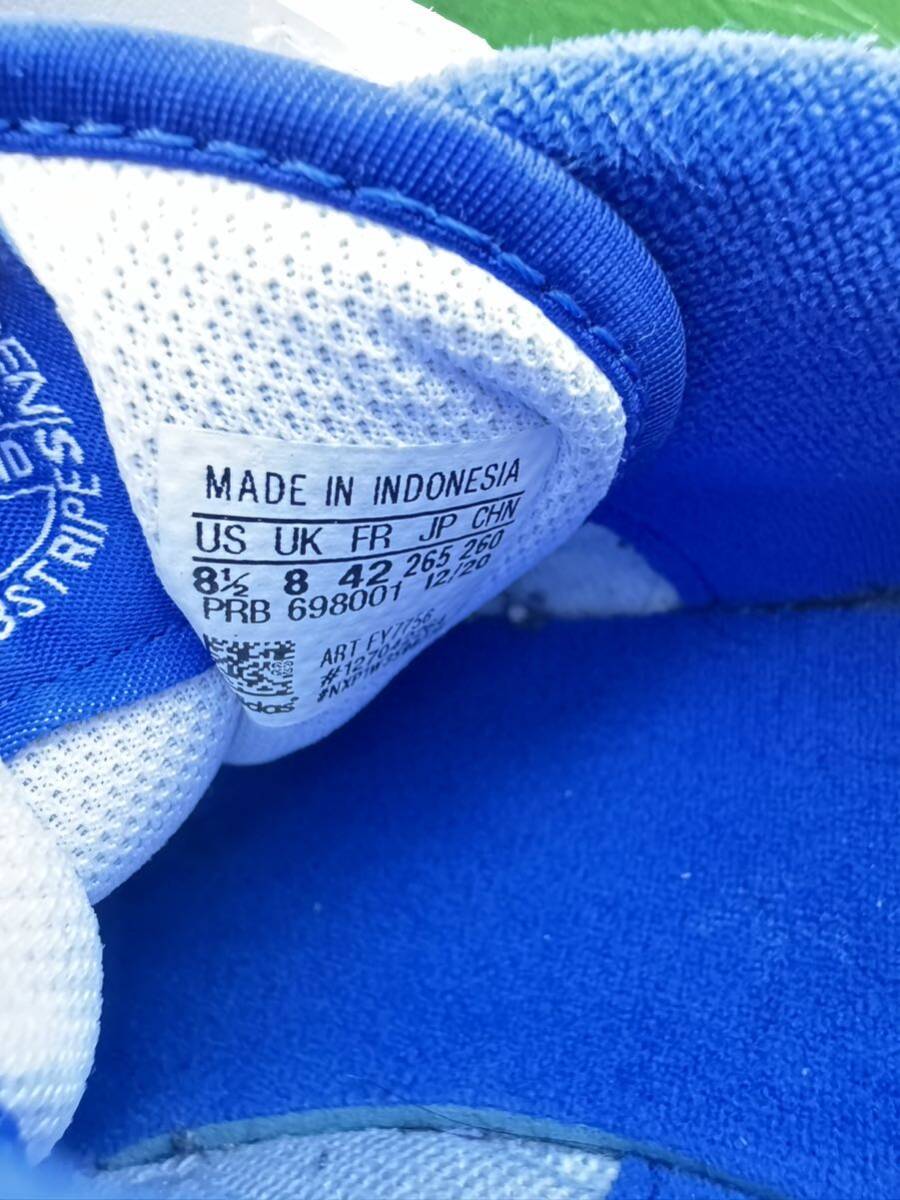 MADE IN INDONESIA
US UK FR JP CHN
8½ 8 42 265 260
PRB 698001 12/20
ART FY7756
STRIPES